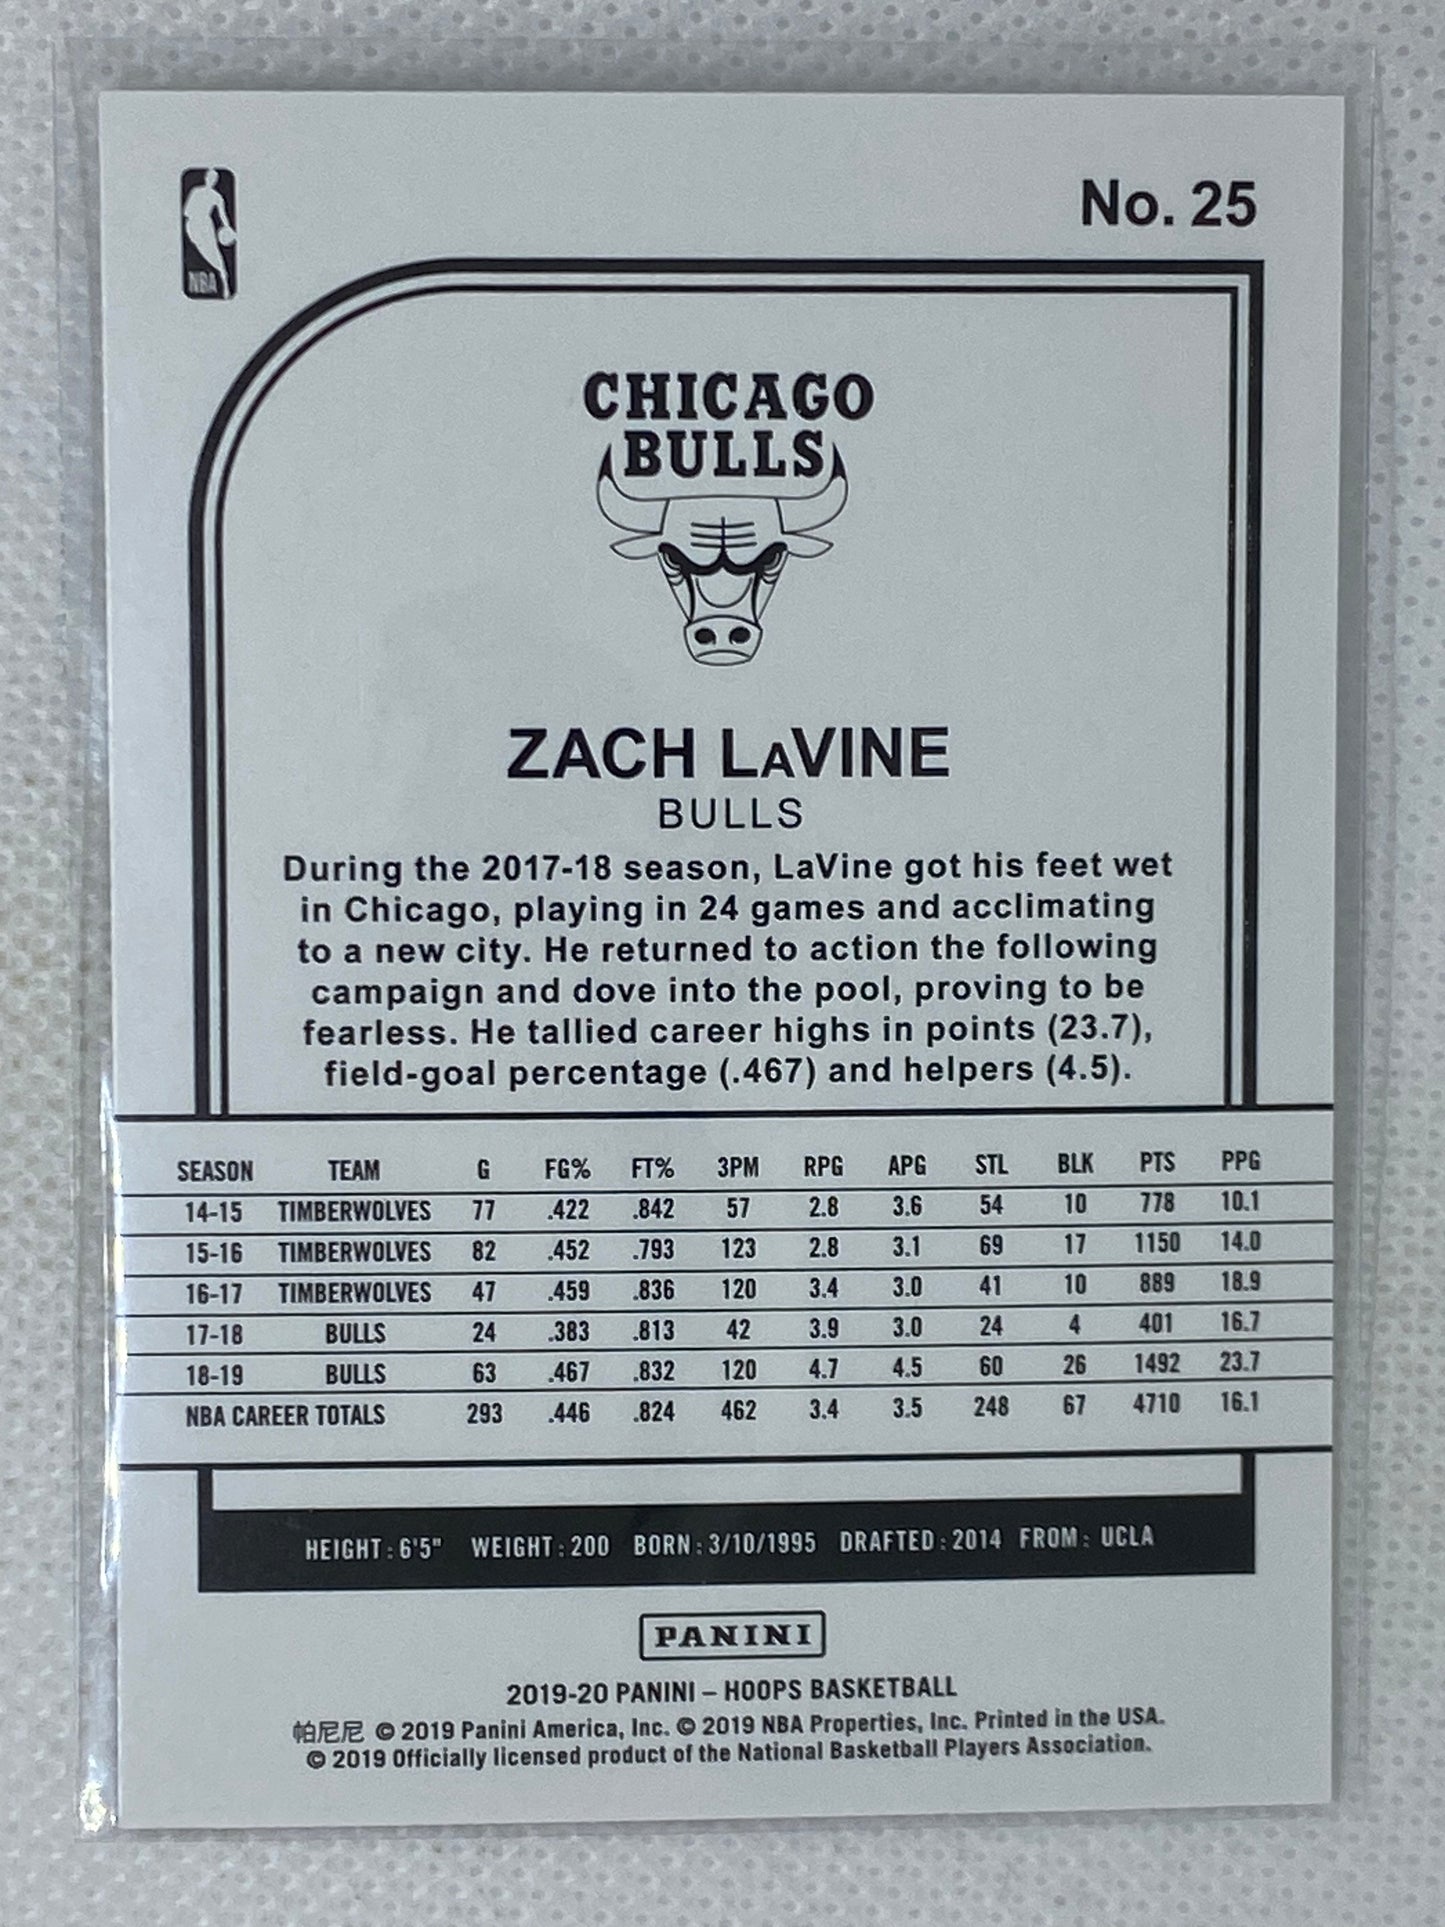 NBA
No. 25
CHICAGO
BULLS
ZACH LaVINE
BULLS
During the 2017-18 season, LaVine got his feet wet
in Chicago, playing in 24 games and acclimating
to a new city. He returned to action the following
campaign and dove into the pool, proving to be
fearless. He tallied career highs in points (23.7),
field-goal percentage (.467) and helpers (4.5).
SEASON TEAM G FG% FT% 3PM RPG APG STL BLK PTS PPG
14-15 TIMBERWOLVES 77 .422 .842 57 2.8 3.6 54 10 778 10.1
15-16 TIMBERWOLVES 82 .452 .793 123 2.8 3.1 69 17 1150 14.0
16-17 TIMBERWOLVES 47 .459 .836 120 3.4 3.0 41 10 889 18.9
17-18 BULLS 24 .383 .813 42 3.9 3.0 24 4 401 16.7
18-19 BULLS 63 .467 .832 120 4.7 4.5 60 26 1492 23.7
NBA CAREER TOTALS 293 .446 .824 462 3.4 3.5 248 67 4710 16.1
HEIGHT: 6'5" WEIGHT: 200 BORN: 3/10/1995 DRAFTED: 2014 FROM: UCLA
PANINI
2019-20 PANINI – HOOPS BASKETBALL
帕尼尼 © 2019 Panini America, Inc. © 2019 NBA Properties, Inc. Printed in the USA.
© 2019 Officially licensed product of the National Basketball Players Association.